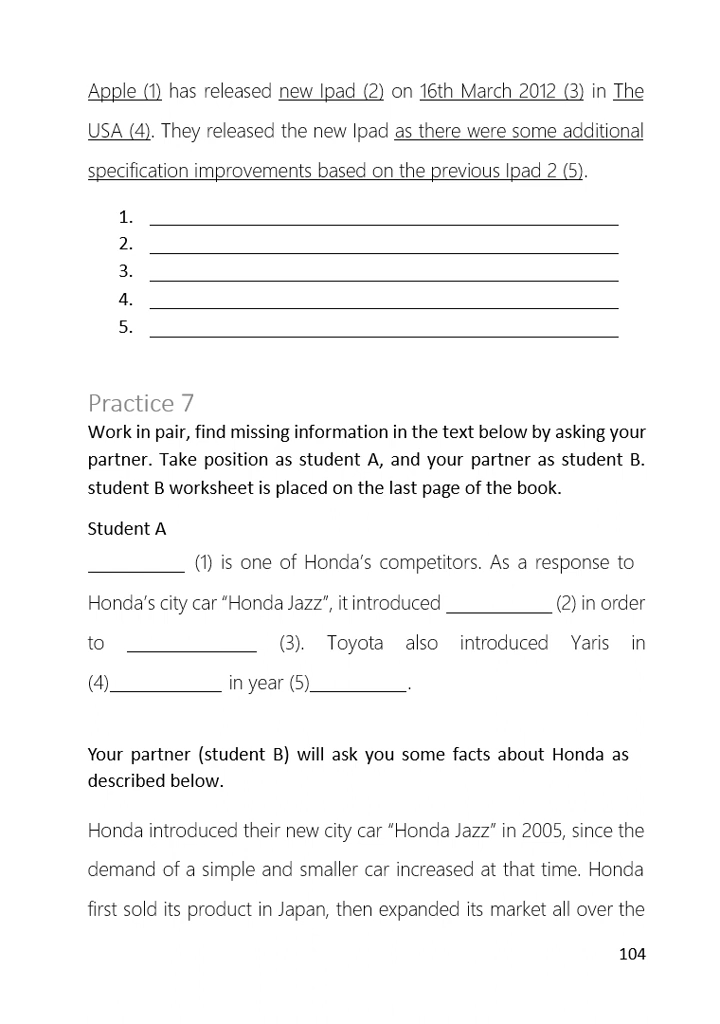 Apple (1) has released new Ipad (2) on 16th March 2012 (3) in The
USA (4). They released the new Ipad as there were some additional
specification improvements based on the previous Ipad 2 (5).
1. ________________
2. ________________
3. ________________
4. ________________
5. ________________
Practice 7
Work in pair, find missing information in the text below by asking your
partner. Take position as student A, and your partner as student B.
student B worksheet is placed on the last page of the book.
Student A
__________ (1) is one of Honda’s competitors. As a response to
Honda’s city car “Honda Jazz”, it introduced ___________ (2) in order
to _____________ (3). Toyota also introduced Yaris in
(4)___________ in year (5)__________.
Your partner (student B) will ask you some facts about Honda as
described below.
Honda introduced their new city car “Honda Jazz” in 2005, since the
demand of a simple and smaller car increased at that time. Honda
first sold its product in Japan, then expanded its market all over the
104